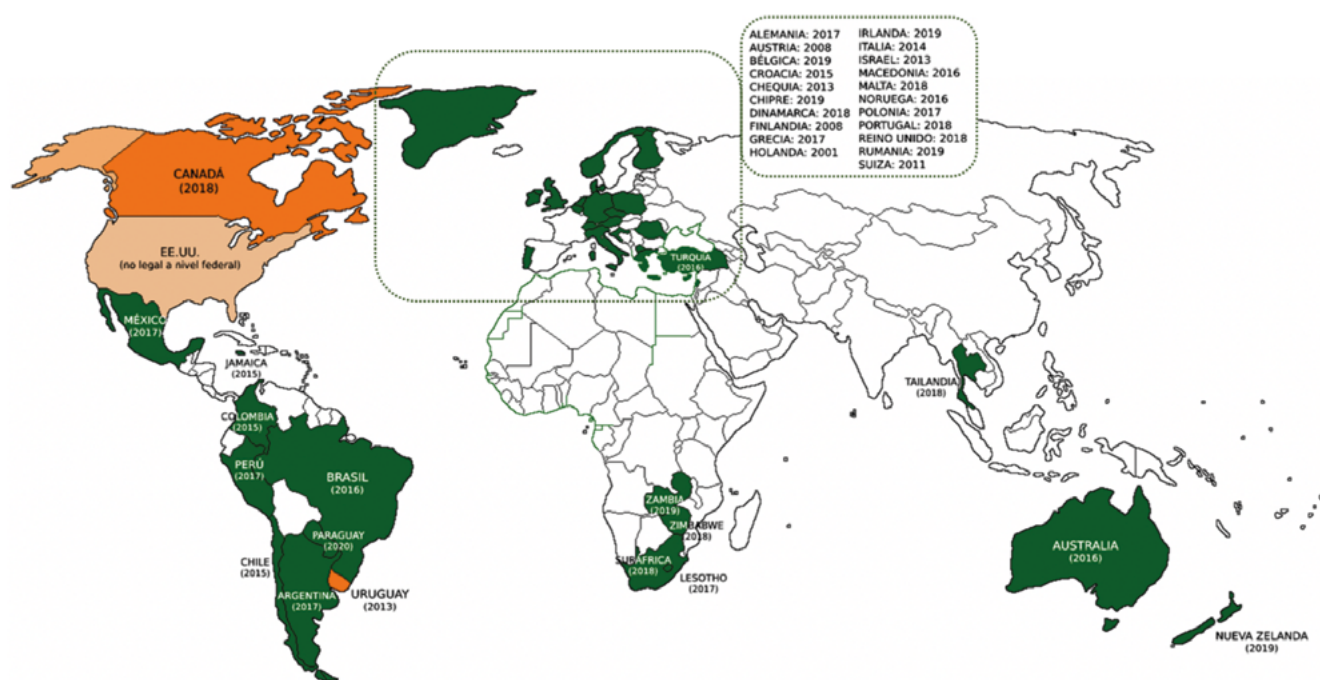 ALEMANIA: 2017
AUSTRIA: 2008
BÉLGICA: 2019
CROACIA: 2015
CHEQUIA: 2013
CHIPRE: 2019
DINAMARCA: 2018
FINLANDIA: 2008
GRECIA: 2017
HOLANDA: 2001
IRLANDA: 2019
ITALIA: 2014
ISRAEL: 2013
MACEDONIA: 2016
MALTA: 2018
NORUEGA: 2016
POLONIA: 2017
PORTUGAL: 2018
REINO UNIDO: 2018
RUMANIA: 2019
SUIZA: 2011
CANADÁ
(2018)
EE.UU.
(no legal a nivel federal)
TURQUIA
(2016)
MÉXICO
(2017)
JAMAICA
(2015)
TAILANDIA
(2018)
COLOMBIA
(2015)
PERÚ
(2017)
BRASIL
(2016)
ZAMBIA
(2019)
ZIMBABWE
(2018)
PARAGUAY
(2020)
AUSTRALIA
(2016)
CHILE
(2015)
SUDÁFRICA
(2018)
LESOTHO
(2017)
ARGENTINA
(2017)
URUGUAY
(2013)
NUEVA ZELANDA
(2019)